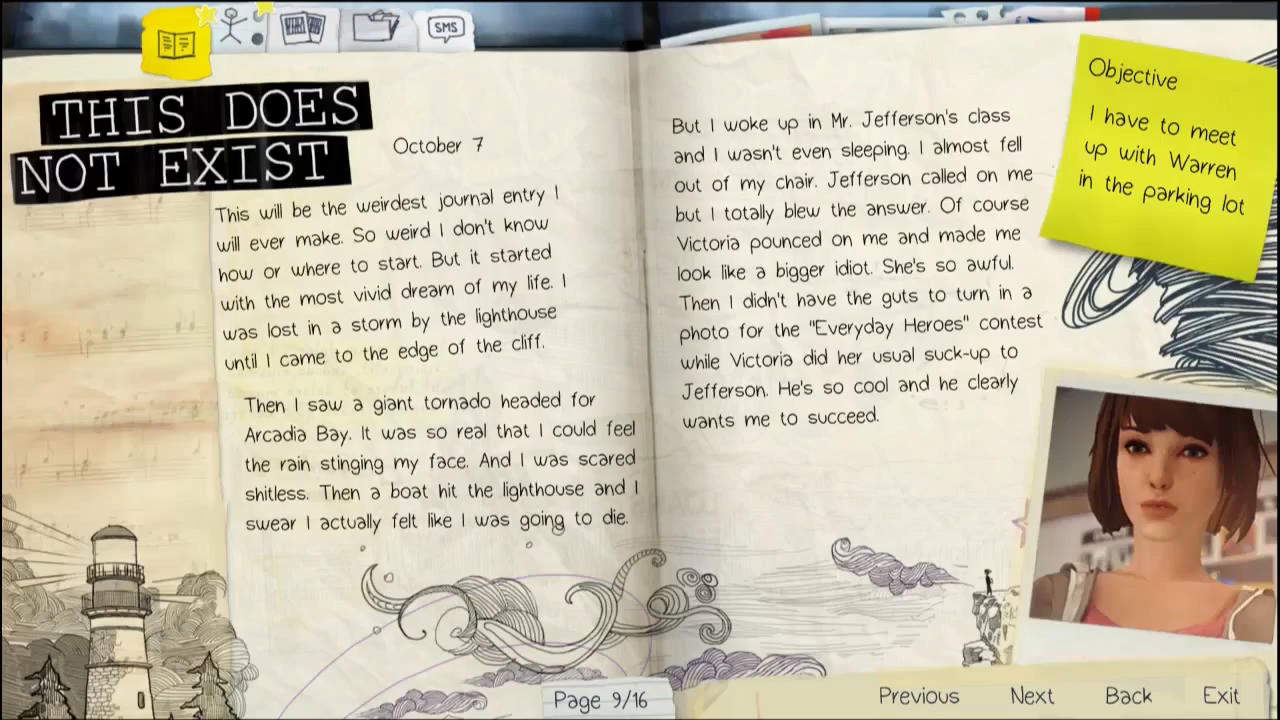 SMS
THIS DOES
NOT EXIST
October 7
This will be the weirdest journal entry I
will ever make. So weird I don't know
how or where to start. But it started
with the most vivid dream of my life. I
was lost in a storm by the lighthouse
until I came to the edge of the cliff.
Then I saw a giant tornado headed for
Arcadia Bay. It was so real that I could feel
the rain stinging my face. And I was scared
shitless. Then a boat hit the lighthouse and I
swear I actually felt like I was going to die.
But I woke up in Mr. Jefferson's class
and I wasn't even sleeping. I almost fell
out of my chair. Jefferson called on me
but I totally blew the answer. Of course
Victoria pounced on me and made me
look like a bigger idiot. She's so awful.
Then I didn't have the guts to turn in a
photo for the "Everyday Heroes" contest
while Victoria did her usual suck-up to
Jefferson. He's so cool and he clearly
wants me to succeed.
Objective
I have to meet
up with Warren
in the parking lot
Page 9/16
Previous
Next
Back
Exit